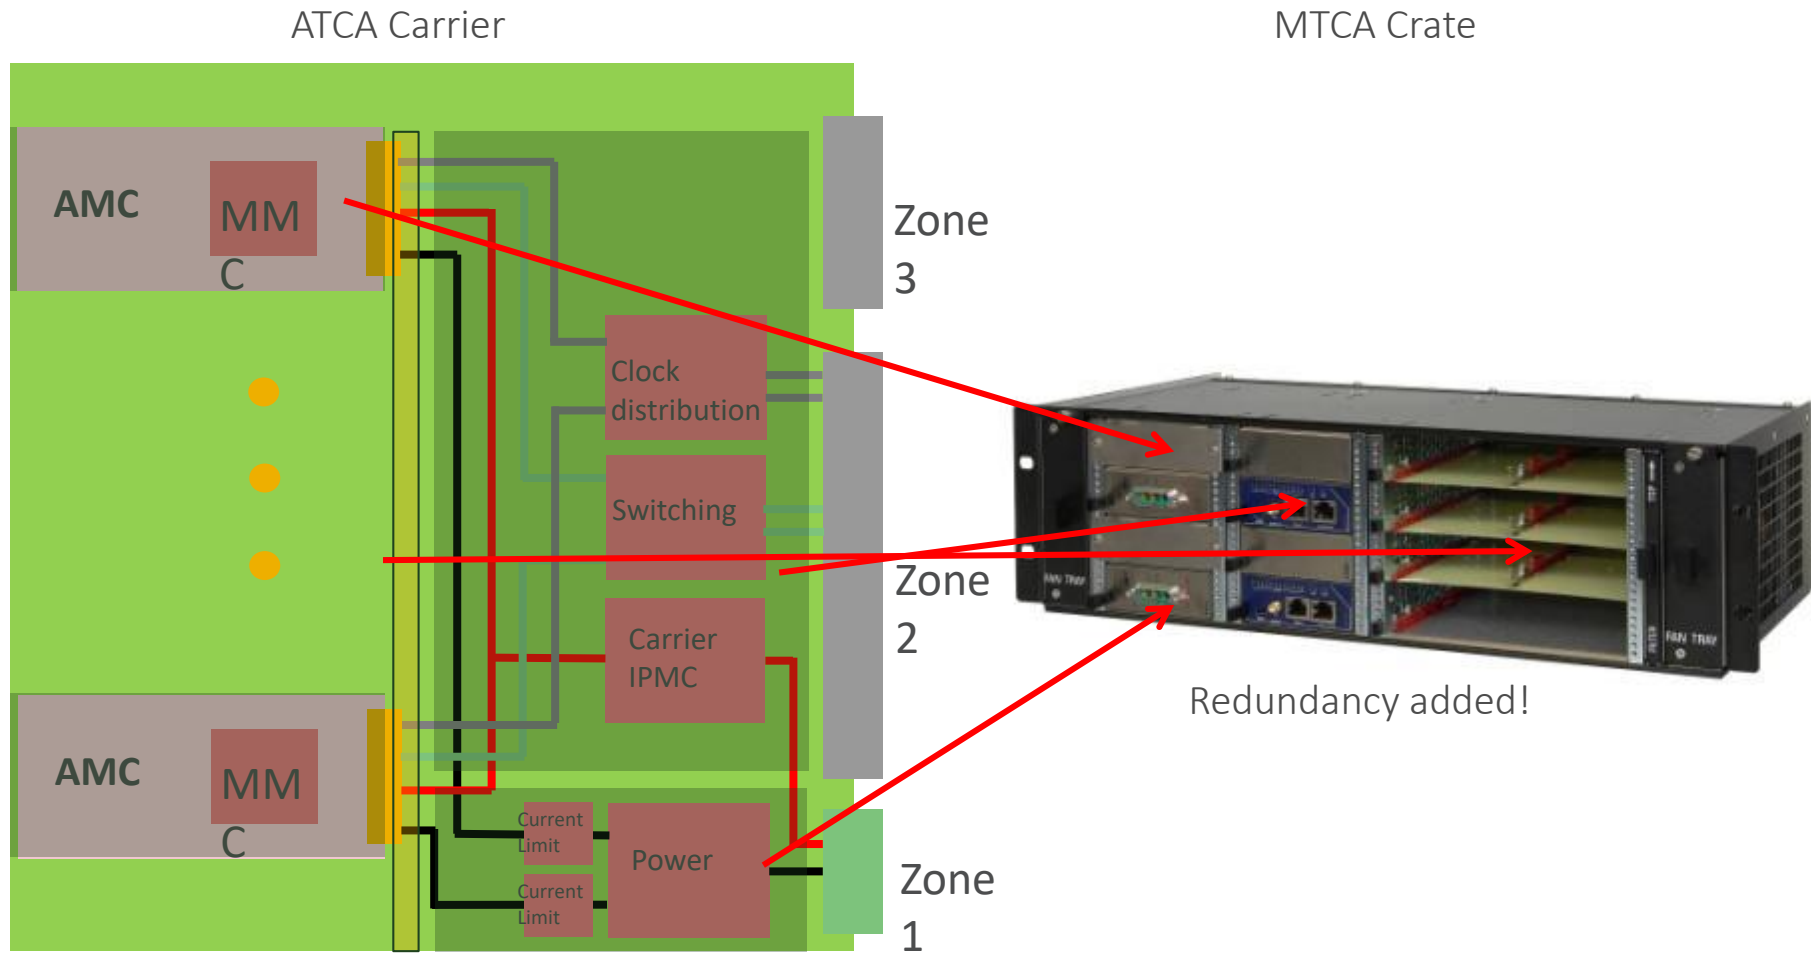 ATCA Carrier
MTCA Crate
AMC
MM
C
Zone
3
Clock
distribution
Switching
Zone
2
Carrier
IPMC
FAN TRAY
FAN TRAY
Redundancy added!
AMC
MM
C
Current
Limit
Power
Current
Limit
Zone
1